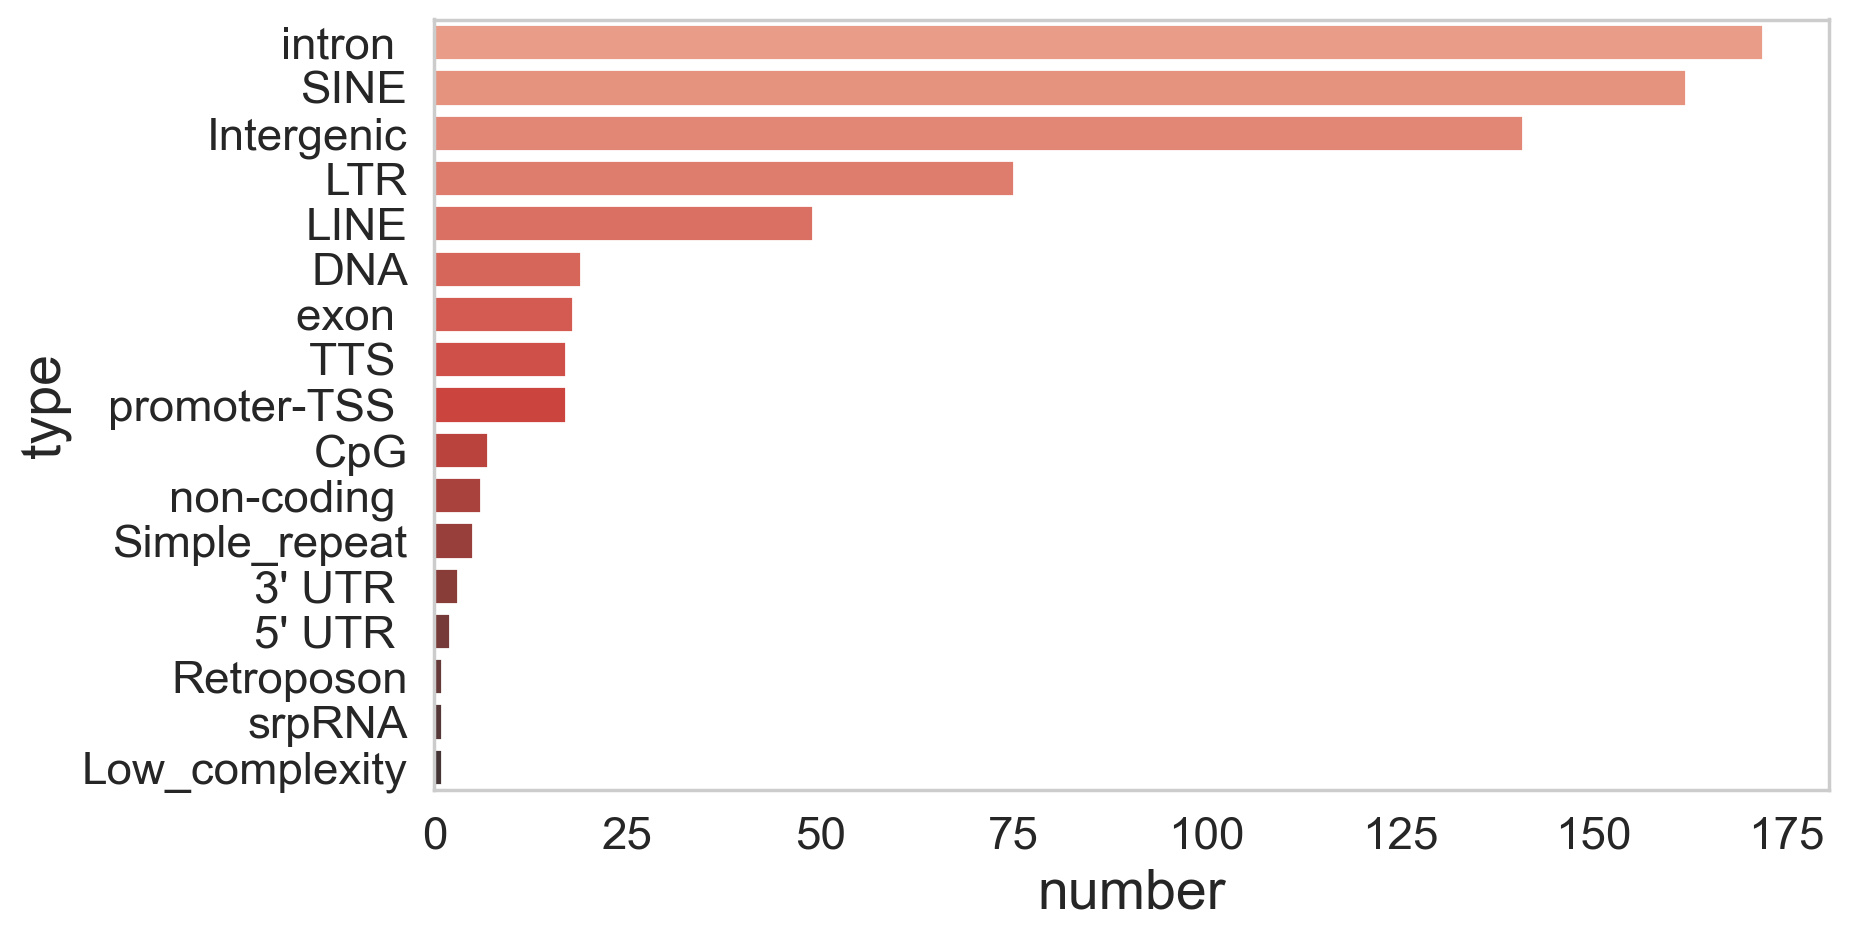 intron
SINE
Intergenic
LTR
LINE
DNA
exon
TTS
promoter-TSS
CpG
non-coding
Simple_repeat
3' UTR
5' UTR
Retroposon
srpRNA
Low_complexity
type
0 25 50 75 100 125 150 175
number